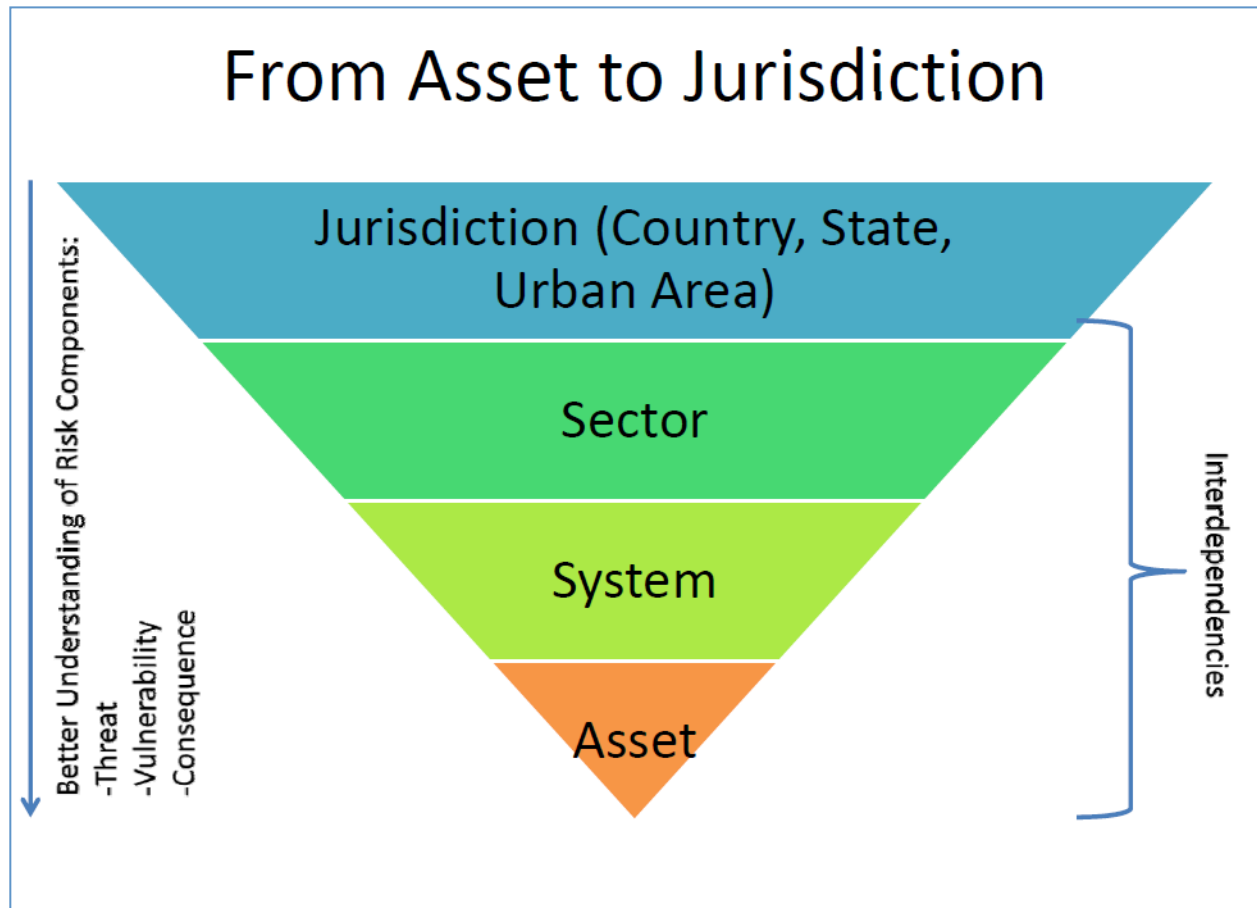 From Asset to Jurisdiction
Jurisdiction (Country, State,
Urban Area)
Sector
System
Asset
Better Understanding of Risk Components:
-Threat
-Vulnerability
-Consequence
Interdependencies